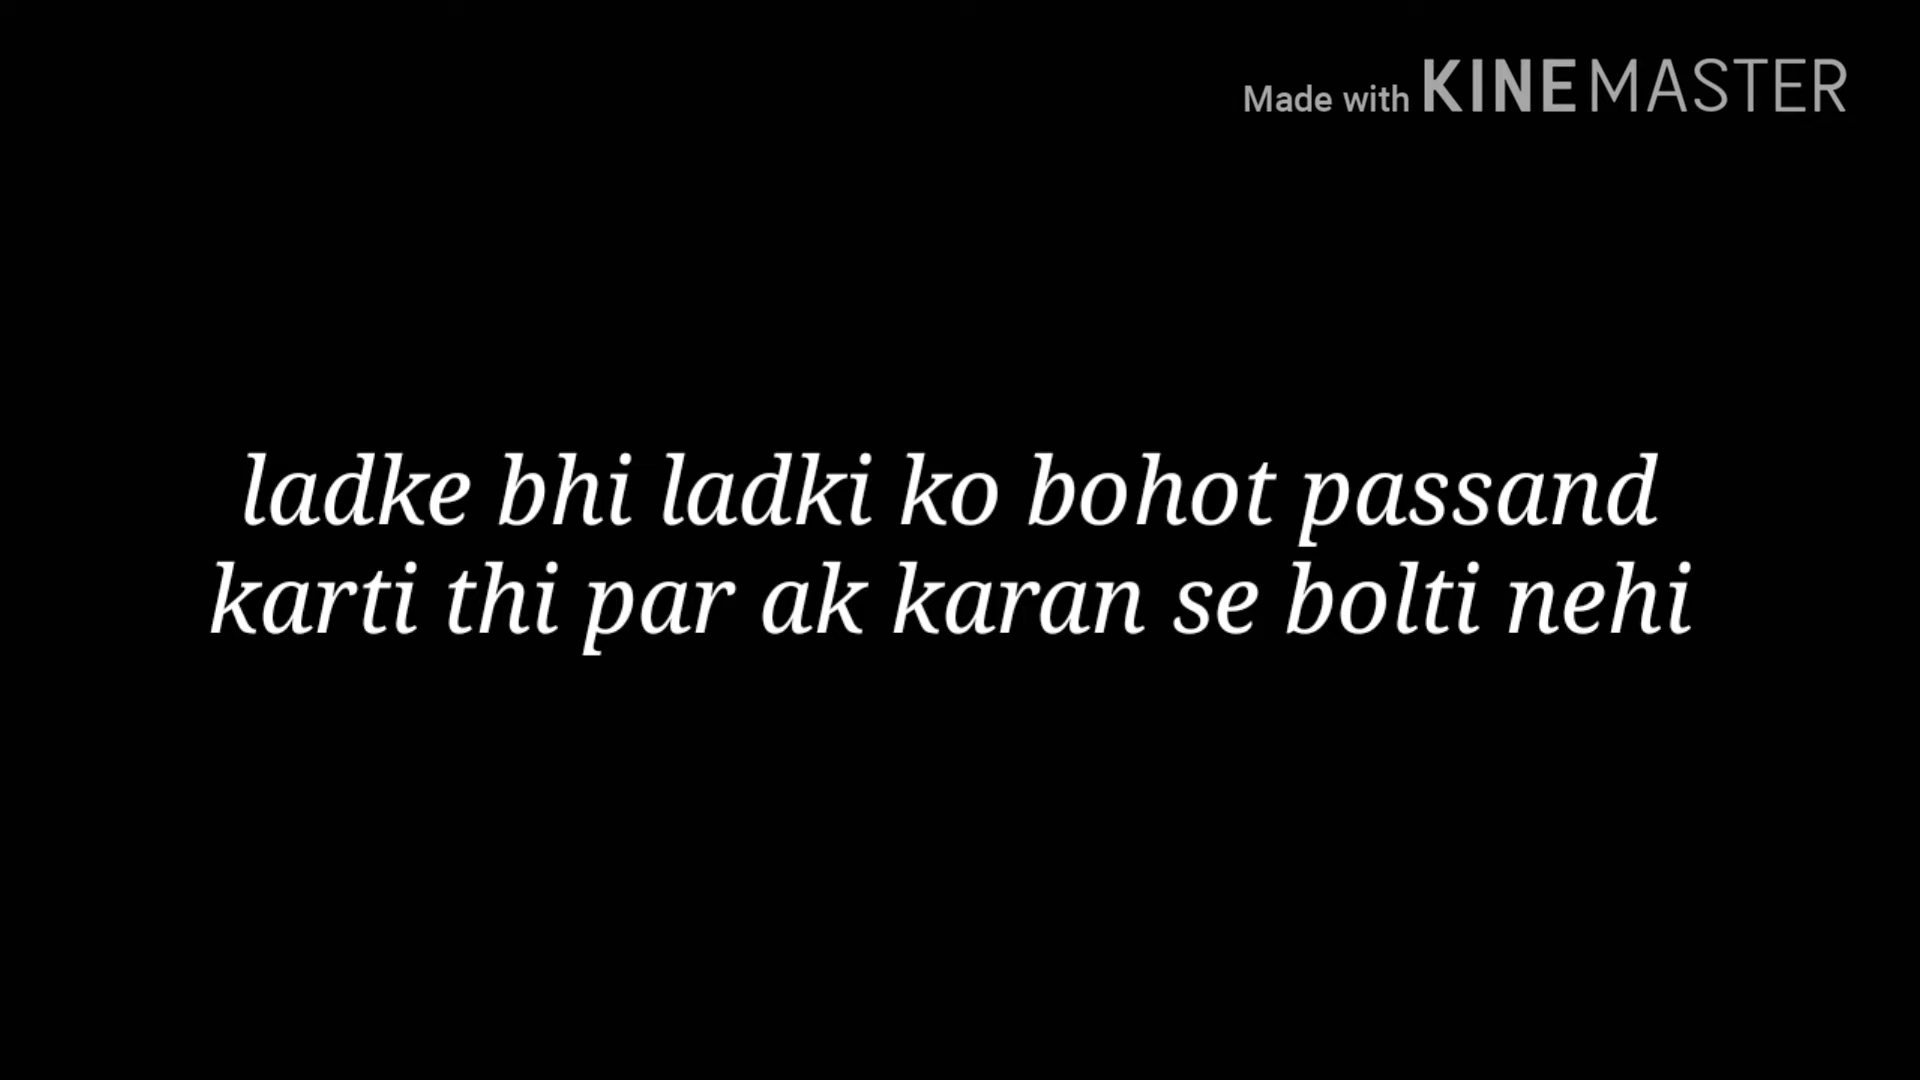 Made with KINEMASTER
ladke bhi ladki ko bohot passand
karti thi par ak karan se bolti nehi